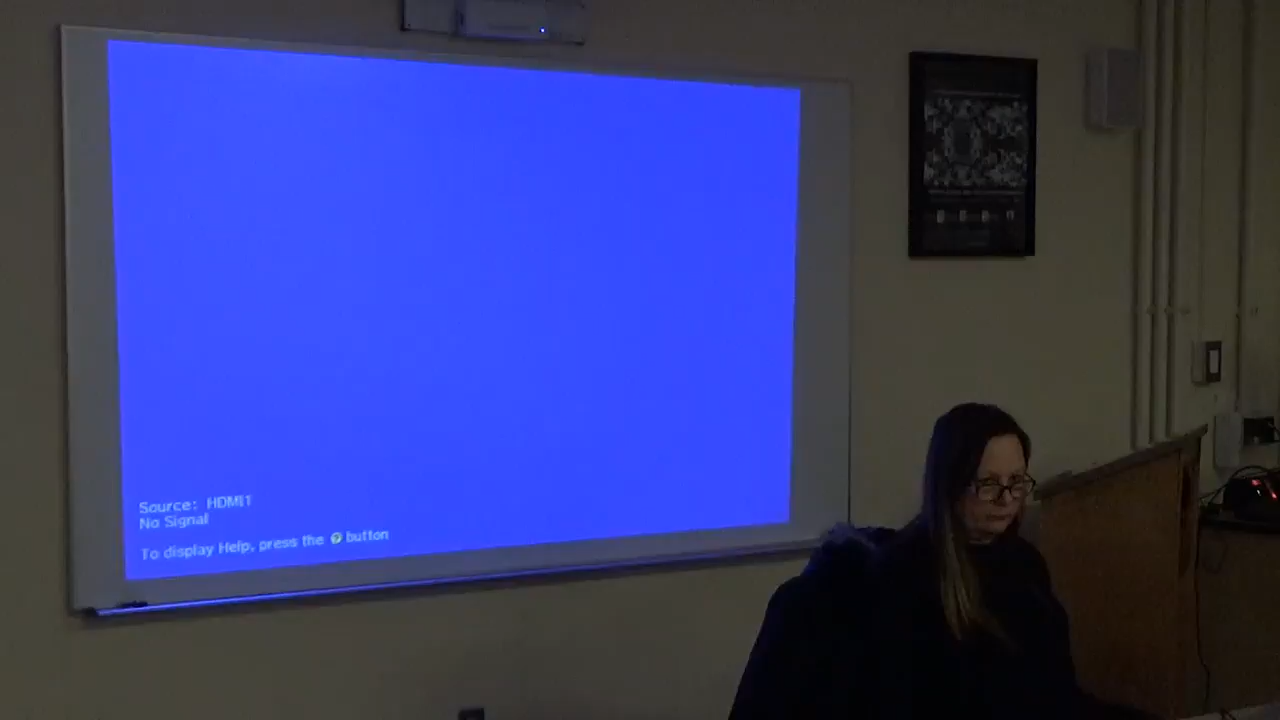 Source: HDMI1
No Signal
To display Help, press the ? button